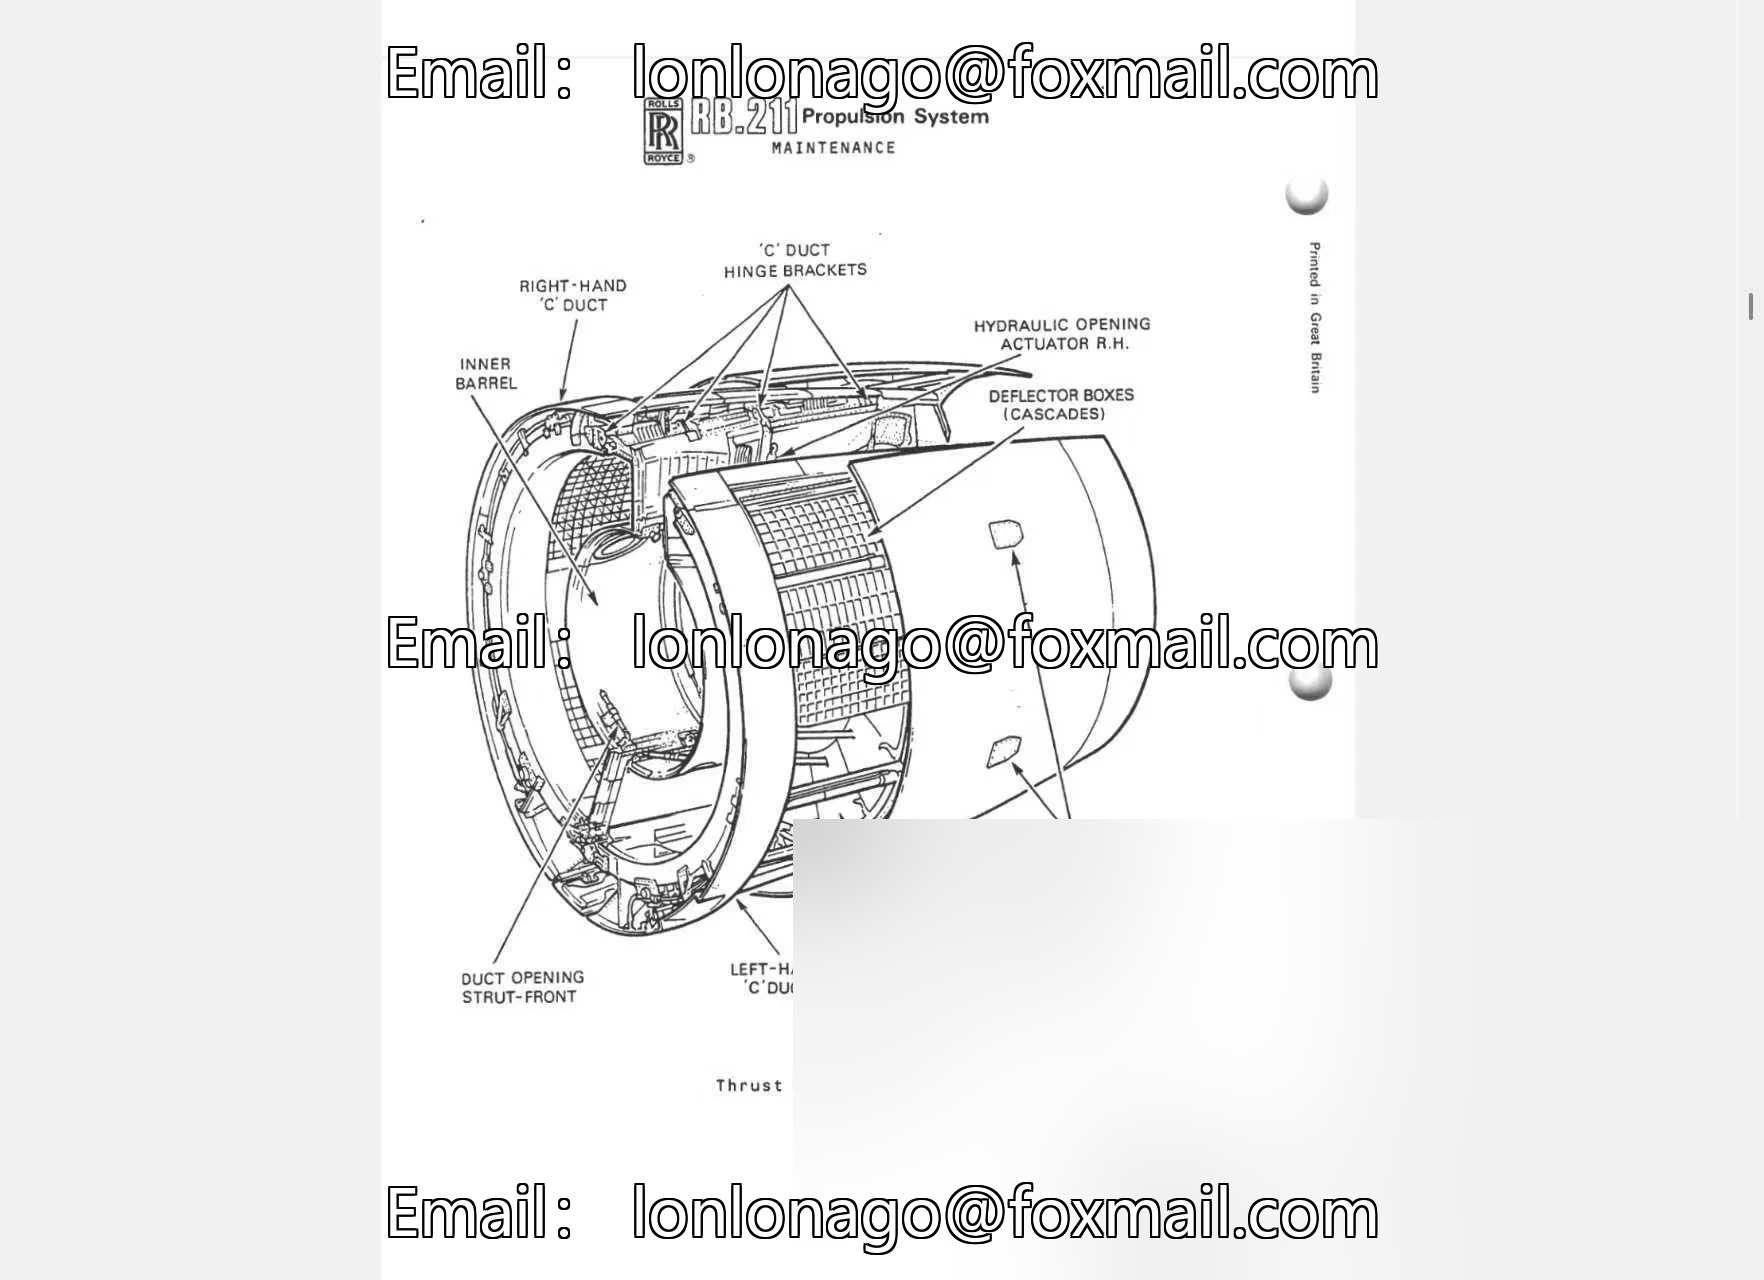 Email： lonlonago@foxmail.com
ROLLS
RR
ROYCE
®
RB.211 Propulsion System
MAINTENANCE
'C' DUCT
HINGE BRACKETS
RIGHT-HAND
'C' DUCT
HYDRAULIC OPENING
ACTUATOR R.H.
INNER
BARREL
DEFLECTOR BOXES
(CASCADES)
Printed in Great Britain
Email： lonlonago@foxmail.com
DUCT OPENING
STRUT-FRONT
LEFT-H
'C' DU
Thrust
Email： lonlonago@foxmail.com